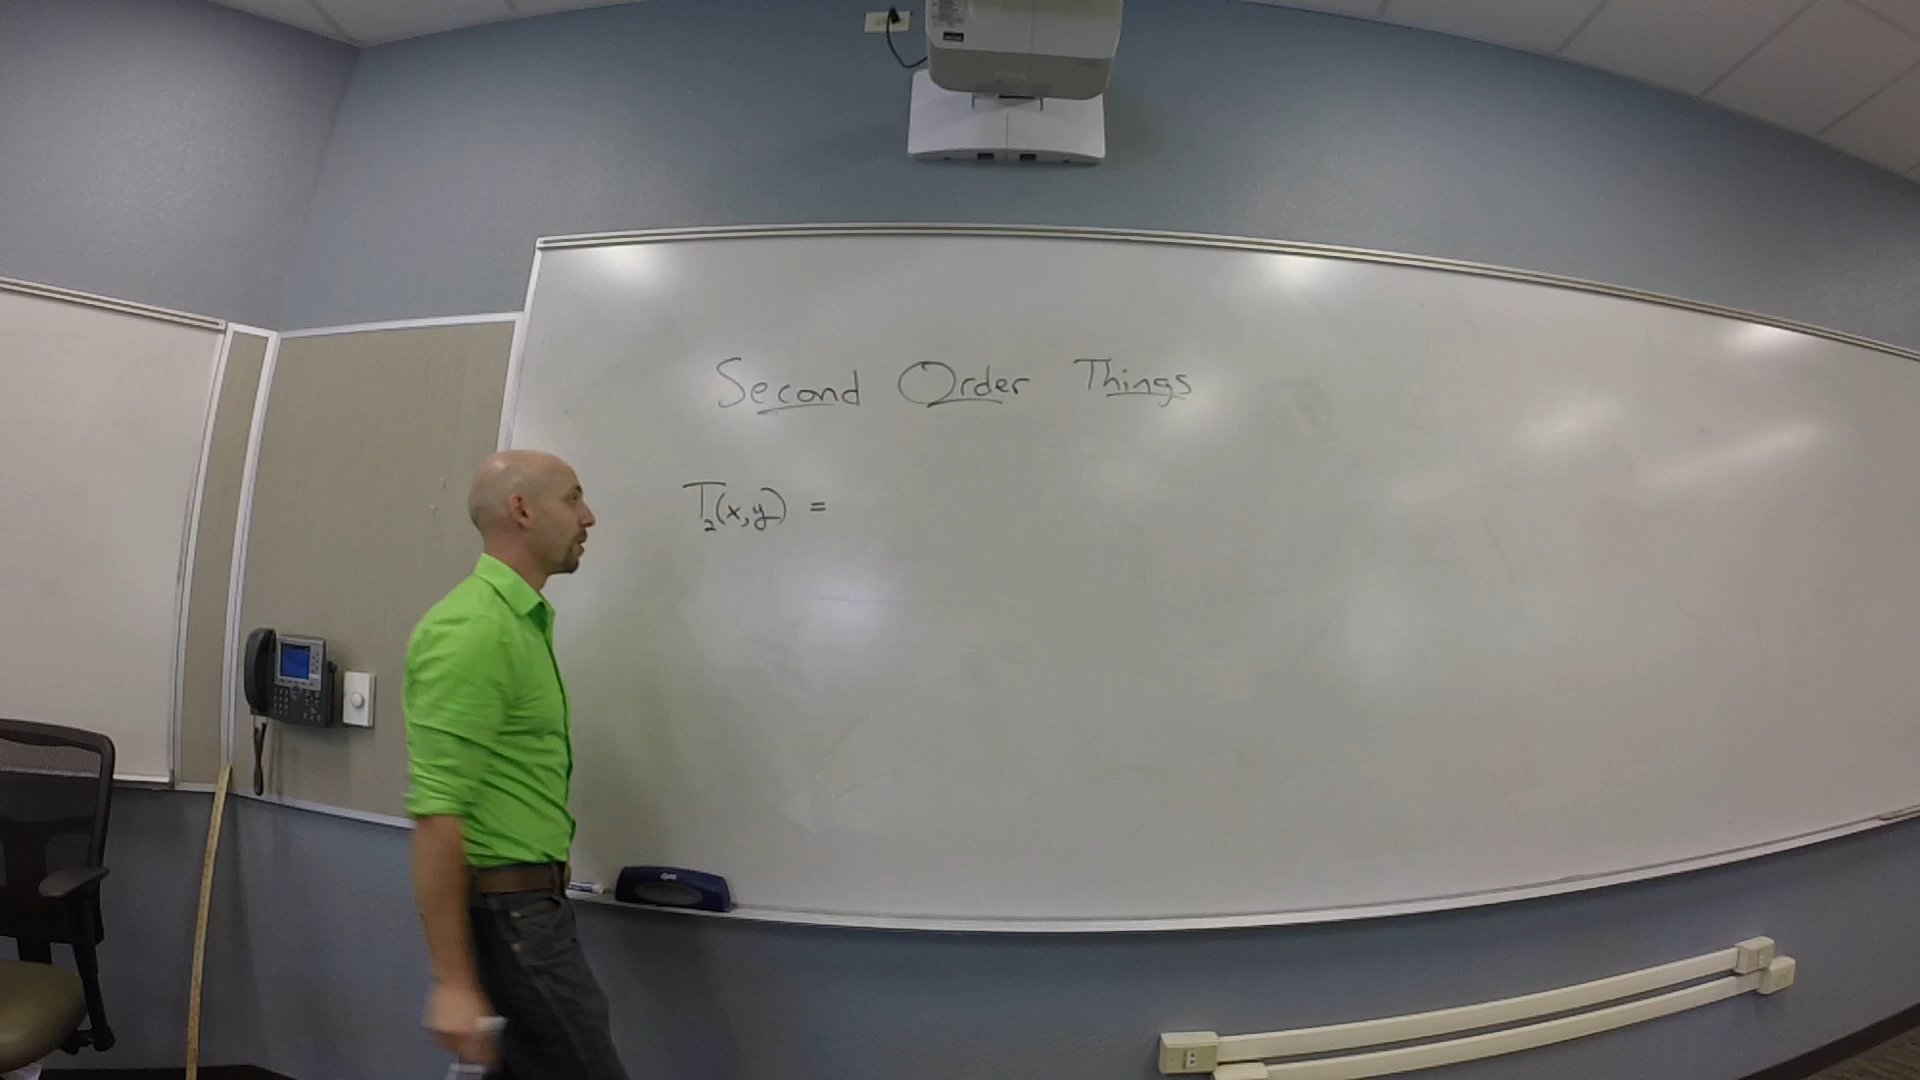 Second Order Things
T₂(x,y) =